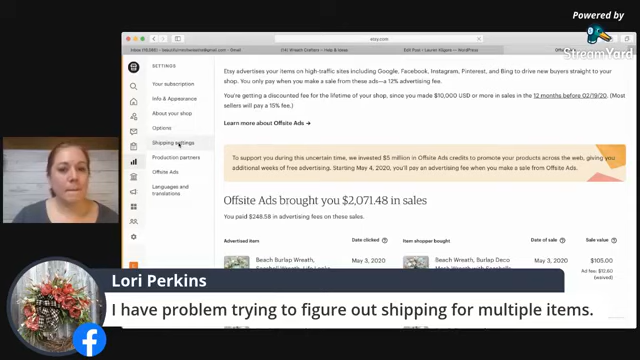 Powered by
StreamYard
etsy.com
SETTINGS
Your subscription
Info & Appearance
About your shop
Options
Shipping settings
Production partners
Offsite Ads
Languages and
translations
Etsy advertises your items on high-traffic sites including Google, Facebook, Instagram, Pinterest, and Bing to drive new buyers straight to your
shop. You only pay when you make a sale from these ads—a 12% advertising fee.
You're getting a discounted fee for the lifetime of your shop, since you made $10,000 USD or more in sales in the 12 months before 02/19/20. (Most
sellers will pay a 15% fee.)
Learn more about Offsite Ads →
To support you during this uncertain time, we invested $5 million in Offsite Ads credits to promote your products across the web, giving you
additional weeks of free advertising. Starting May 4, 2020, you'll pay an advertising fee when you make a sale from Offsite Ads.
Offsite Ads brought you $2,071.48 in sales
You paid $248.58 in advertising fees on these sales.
Advertised item Date clicked Item shopper bought Date of sale Sale value
Beach Burlap Wreath, May 3, 2020 Beach Burlap Deco May 3, 2020 $105.00
Ad fee: $12.60
(waived)
Lori Perkins
I have problem trying to figure out shipping for multiple items.